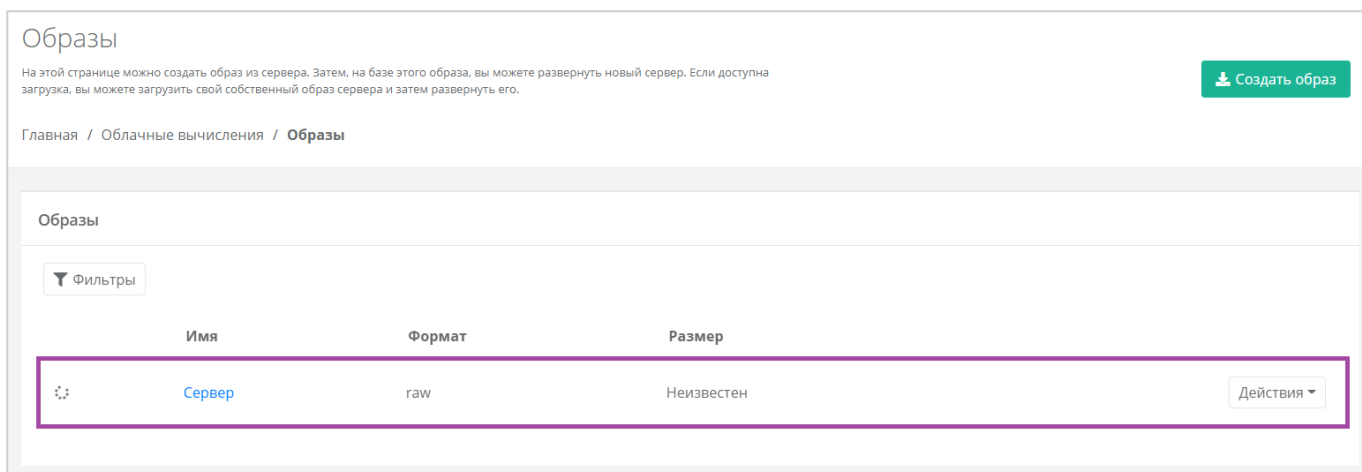 Образы
На этой странице можно создать образ из сервера. Затем, на базе этого образа, вы можете развернуть новый сервер. Если доступна
загрузка, вы можете загрузить свой собственный образ сервера и затем развернуть его.
Создать образ
Главная / Облачные вычисления / Образы
Образы
Фильтры
Имя Формат Размер
Сервер raw Неизвестен Действия